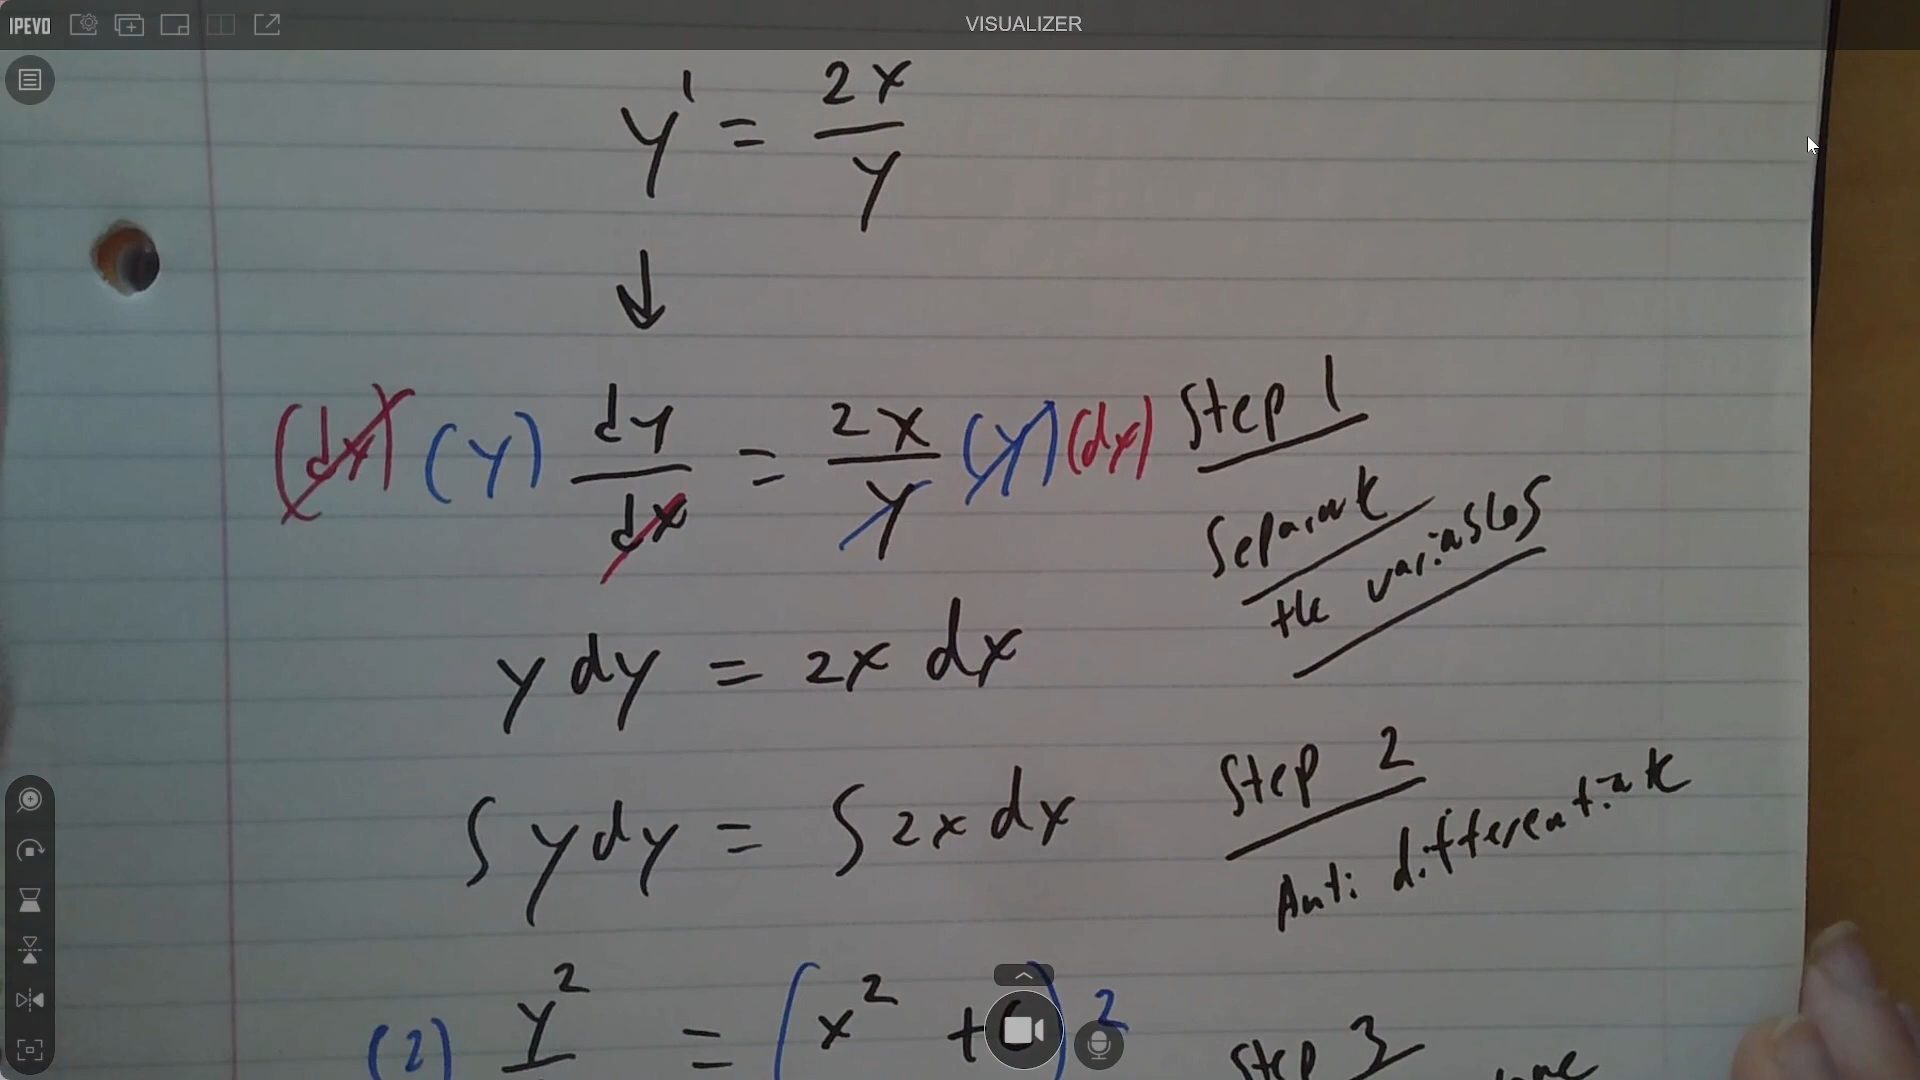 IPEVO VISUALIZER
y' = 2x / y
↓
(dx) (y) dy / dx = 2x / y (y) (dx) Step 1
Separate
the variables
y dy = 2x dx
Step 2
∫ y dy = ∫ 2x dx
Anti differentiate
(2) y² = (x² + C) 2
Step 3